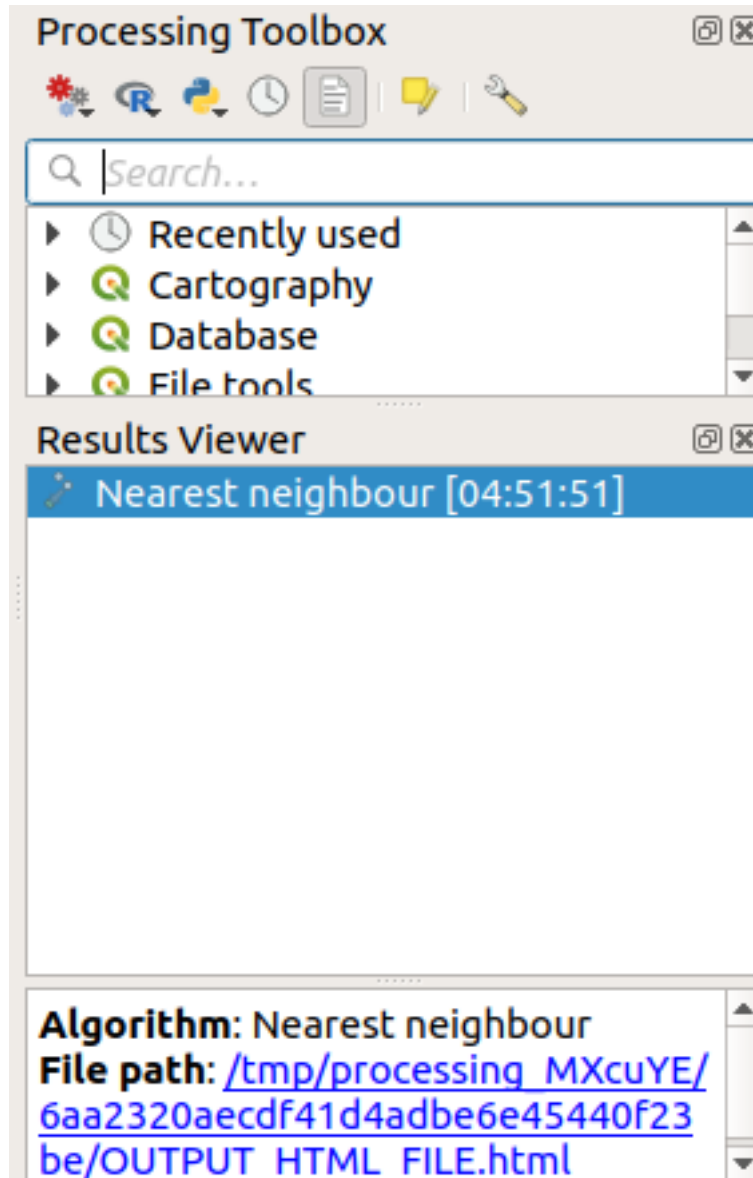 Processing Toolbox
Search...
Recently used
Cartography
Database
File tools
Results Viewer
Nearest neighbour [04:51:51]
Algorithm: Nearest neighbour
File path: /tmp/processing_MXcuYE/
6aa2320aecdf41d4adbe6e45440f23
be/OUTPUT_HTML_FILE.html